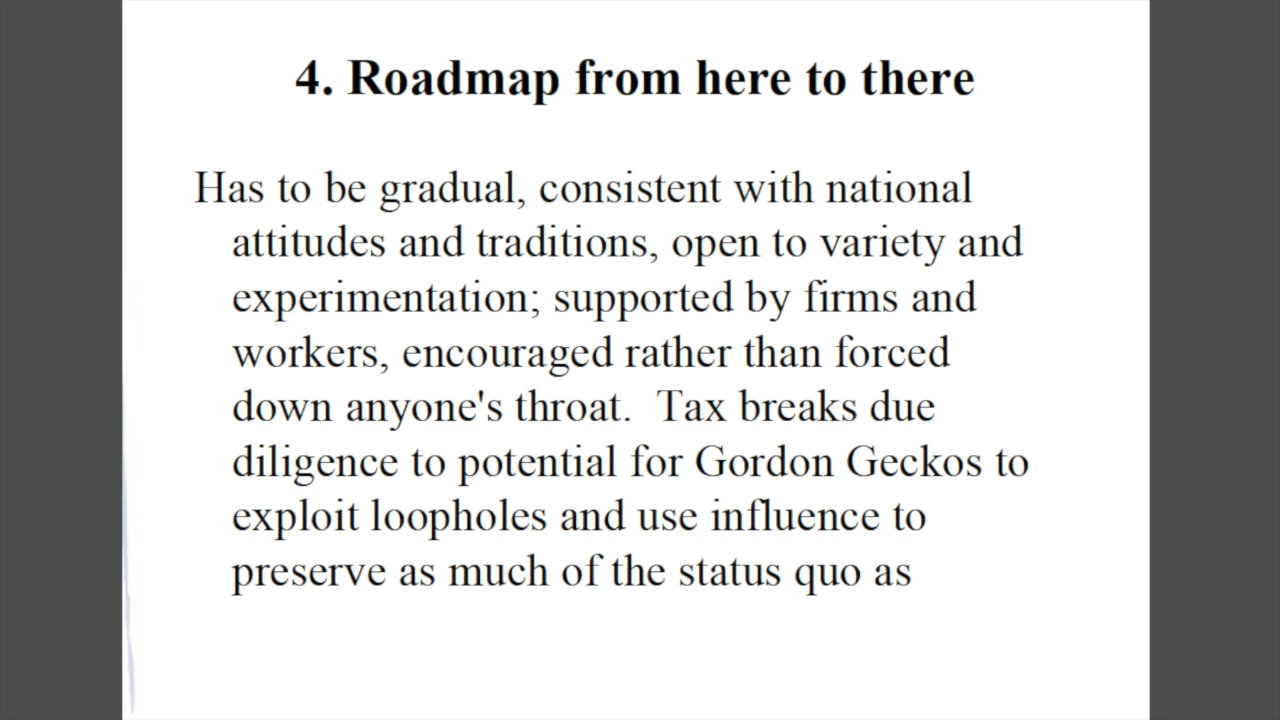 4. Roadmap from here to there
Has to be gradual, consistent with national
attitudes and traditions, open to variety and
experimentation; supported by firms and
workers, encouraged rather than forced
down anyone's throat.  Tax breaks due
diligence to potential for Gordon Geckos to
exploit loopholes and use influence to
preserve as much of the status quo as